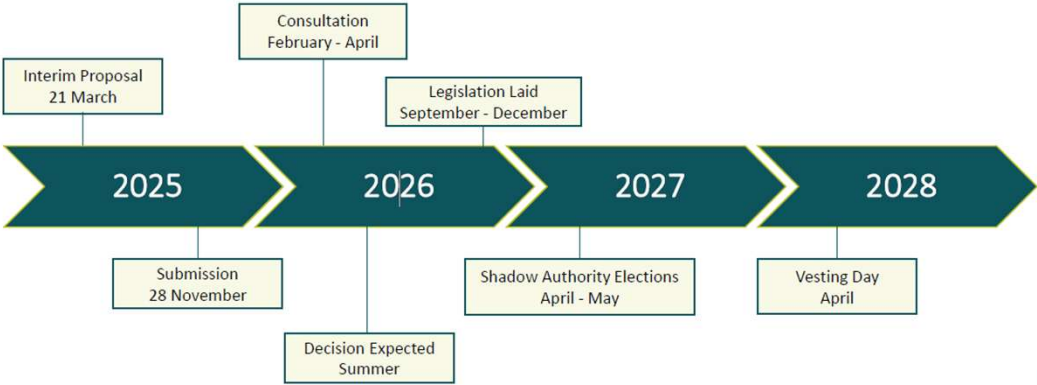 Consultation
February - April
Interim Proposal
21 March
Legislation Laid
September - December
2025
2026
2027
2028
Submission
28 November
Shadow Authority Elections
April - May
Vesting Day
April
Decision Expected
Summer